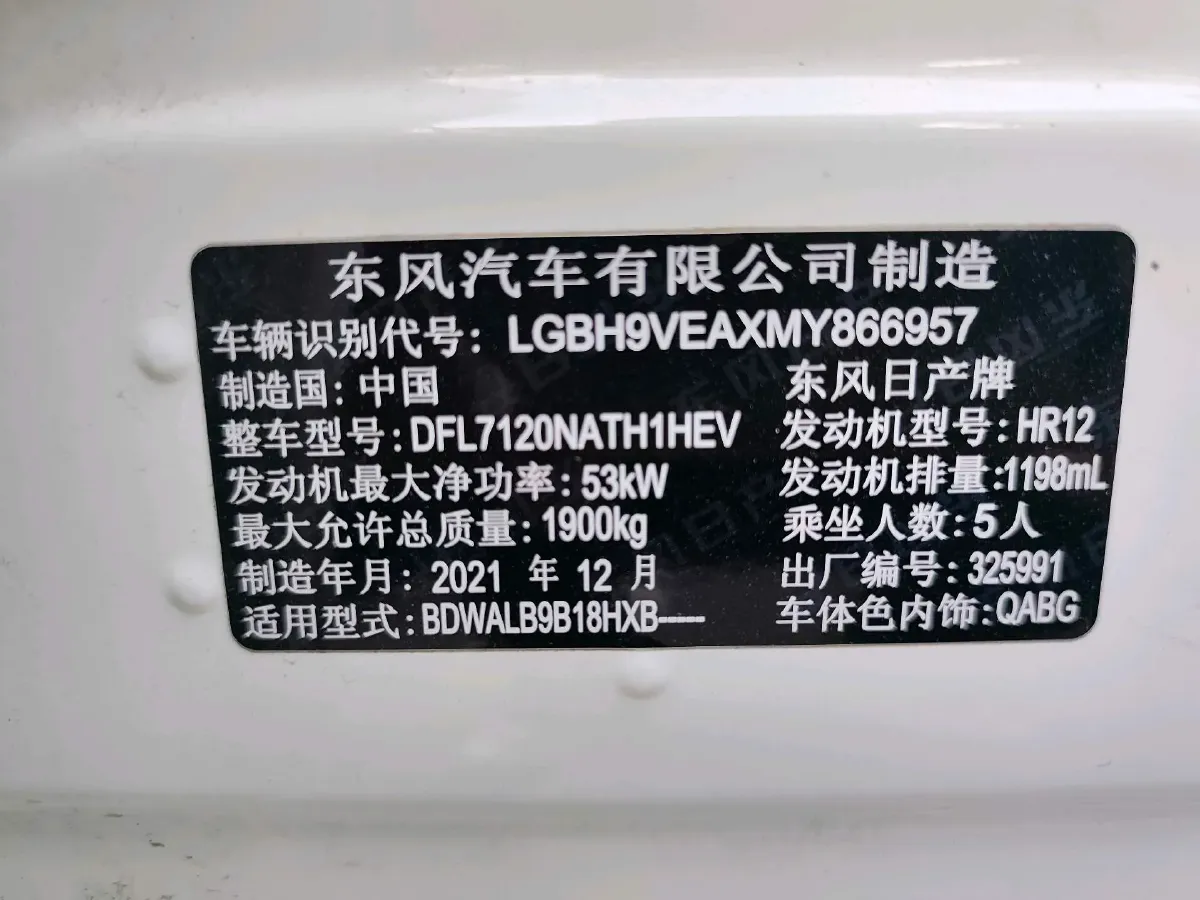 东风汽车有限公司制造
车辆识别代号: LGBH9VEAXMY866957
制造国: 中国 东风日产牌
整车型号: DFL7120NATH1HEV 发动机型号: HR12
发动机最大净功率: 53kW 发动机排量: 1198mL
最大允许总质量: 1900kg 乘坐人数: 5人
制造年月: 2021 年 12 月 出厂编号: 325991
适用型式: BDWALB9B18HXB----- 车体色内饰: QABG